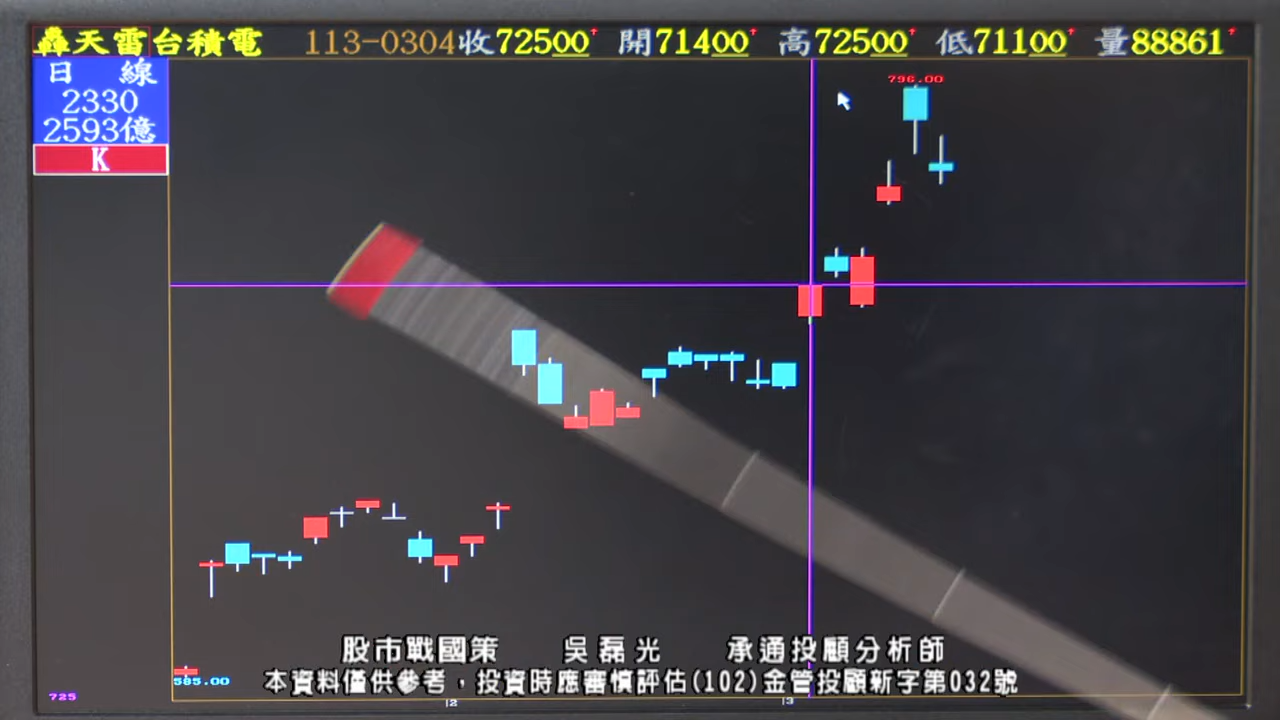 轟天雷台積電 113-0304收72500 開71400 高72500 低71100 量88861
日 線
2330
2593億
K
796.00
585.00
725
2
3
股市戰國策 吳磊光 承通投顧分析師
本資料僅供參考，投資時應審慎評估(102)金管投顧新字第032號